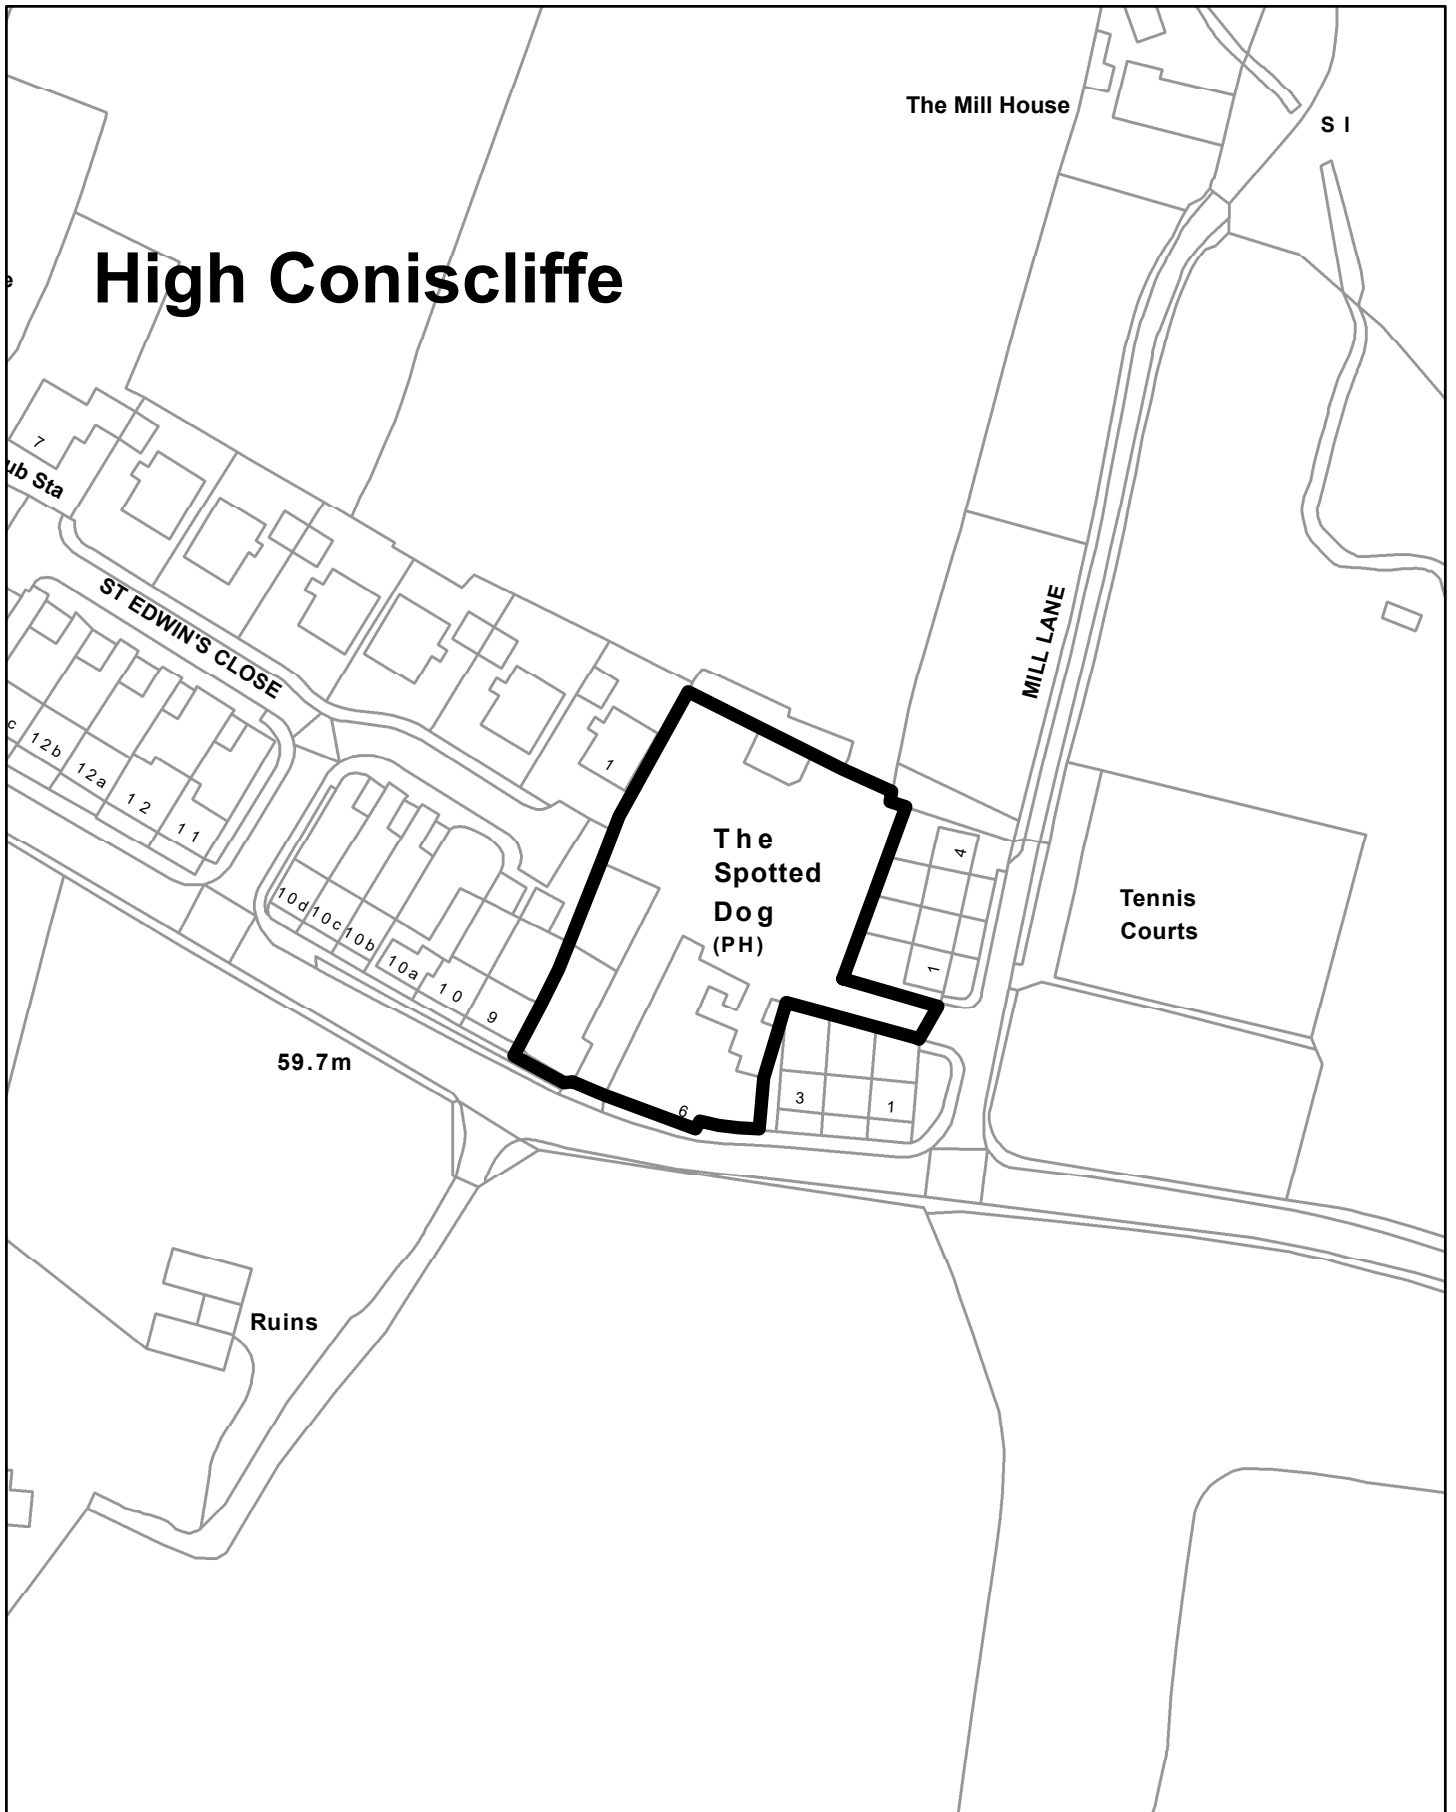 The Mill House
S I
High Coniscliffe
e
7
ub Sta
ST EDWIN'S CLOSE
MILL LANE
c
12b
12a
12
11
1
The
Spotted
Dog
(PH)
4
1
Tennis
Courts
10d
10c
10b
10a
10
9
59.7m
6
3
1
Ruins